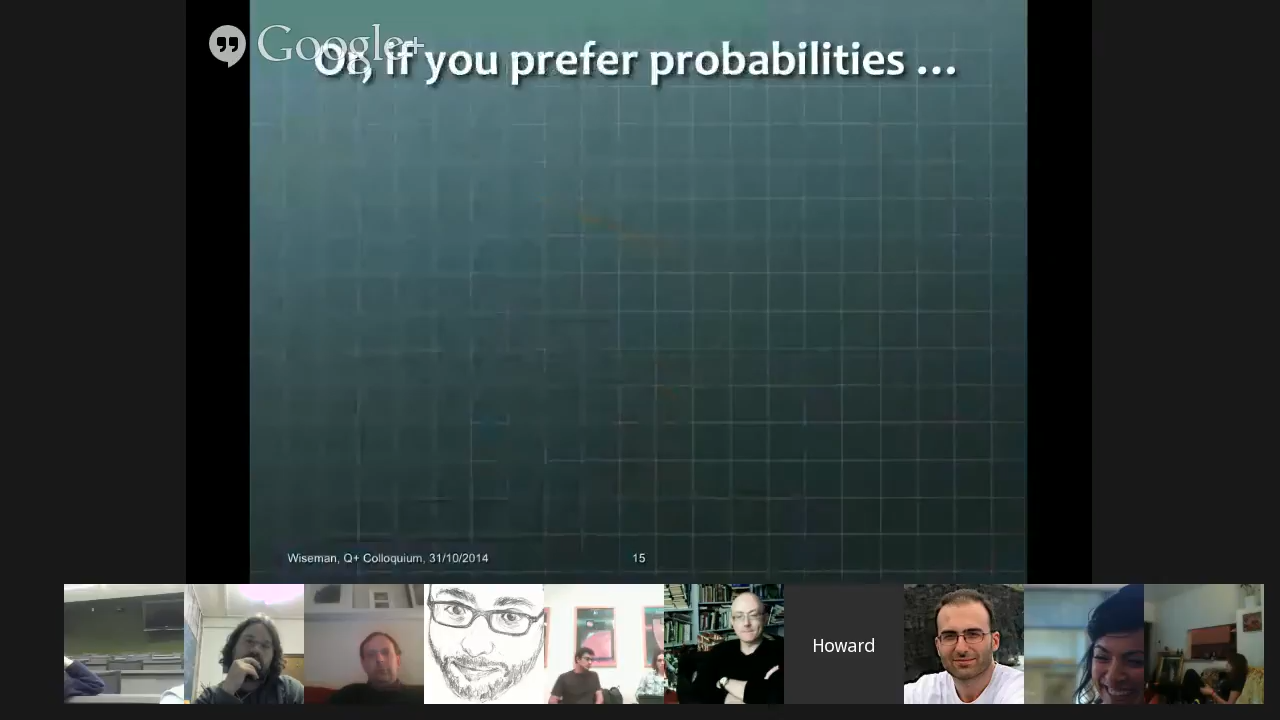 Google+
Or, if you prefer probabilities ...
Wiseman, Q+ Colloquium, 31/10/2014
15
Howard